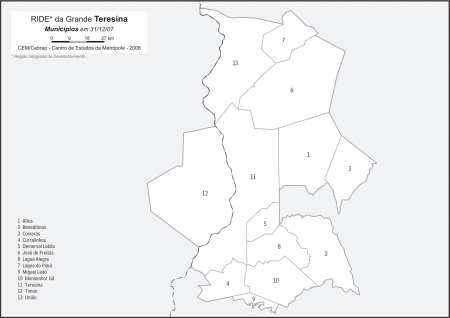 RIDE* da Grande Teresina
Municípios em 31/12/07
0 9 18 27 km
CEM/Cebrap - Centro de Estudos da Metrópole - 2008
* Região Integrada de Desenvolvimento
7
13
6
1
3
11
12
5
8
2
4
10
9
1 Altos
2 Beneditinos
3 Coivaras
4 Curralinhos
5 Demerval Lobão
6 José de Freitas
8 Lagoa Alegre
7 Lagoa do Piauí
9 Miguel Leão
10 Monsenhor Gil
11 Teresina
12 Timon
13 União